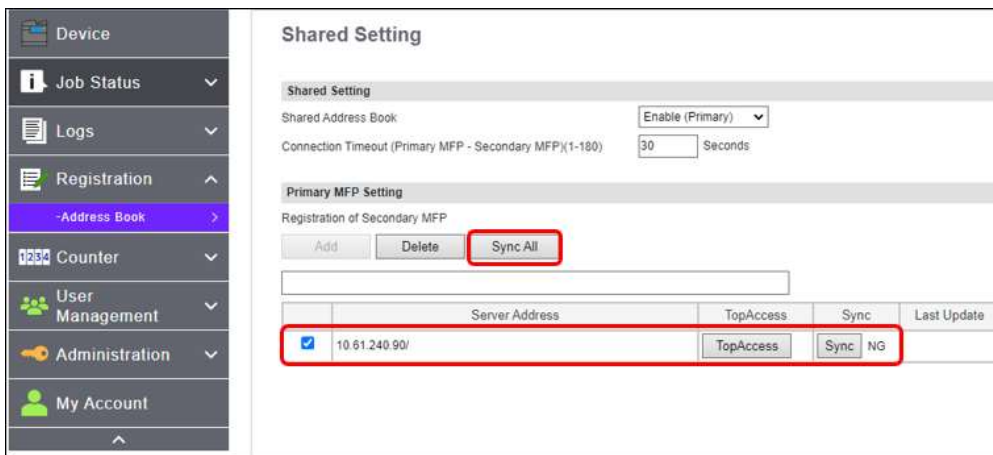 Device
Job Status
Logs
Registration
-Address Book
1234 Counter
User
Management
Administration
My Account
Shared Setting
Shared Setting
Shared Address Book Enable (Primary)
Connection Timeout (Primary MFP - Secondary MFP)(1-180) 30 Seconds
Primary MFP Setting
Registration of Secondary MFP
Add Delete Sync All
Server Address TopAccess Sync Last Update
10.61.240.90/ TopAccess Sync NG